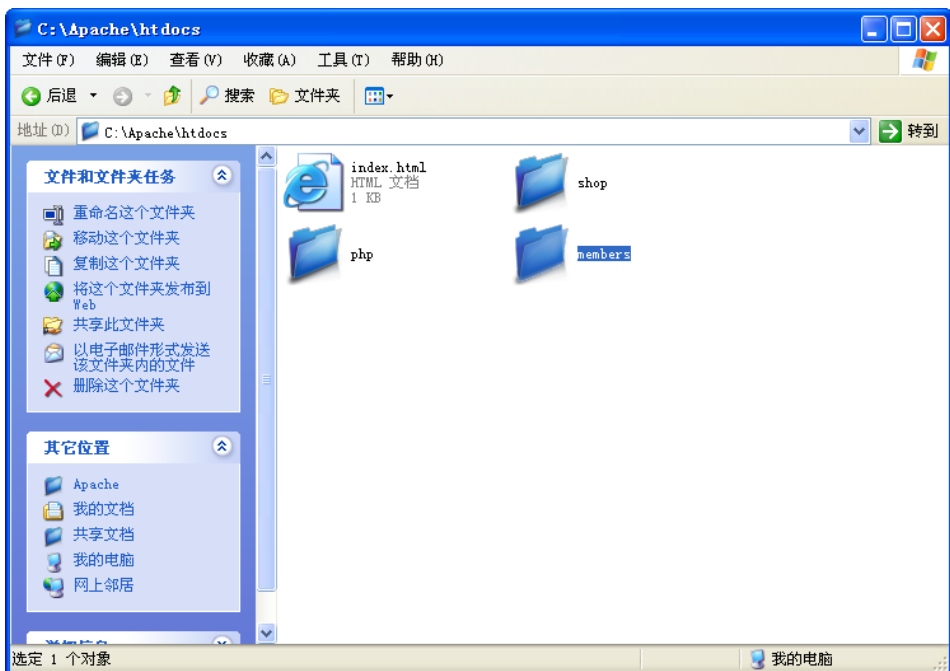 C:\Apache\htdocs
文件(F) 编辑(E) 查看(V) 收藏(A) 工具(T) 帮助(H)
后退 搜索 文件夹
地址(D) C:\Apache\htdocs 转到
文件和文件夹任务
重命名这个文件夹
移动这个文件夹
复制这个文件夹
将这个文件夹发布到
Web
共享此文件夹
以电子邮件形式发送
该文件夹内的文件
删除这个文件夹
其它位置
Apache
我的文档
共享文档
我的电脑
网上邻居
index.html
HTML 文档
1 KB
shop
php
members
选定 1 个对象 我的电脑